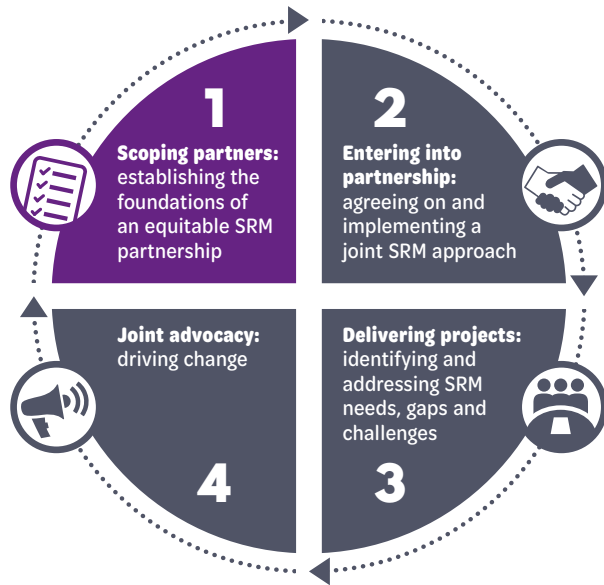 1
Scoping partners:
establishing the
foundations of
an equitable SRM
partnership
2
Entering into
partnership:
agreeing on and
implementing a
joint SRM approach
Delivering projects:
identifying and
addressing SRM
needs, gaps and
challenges
3
Joint advocacy:
driving change
4